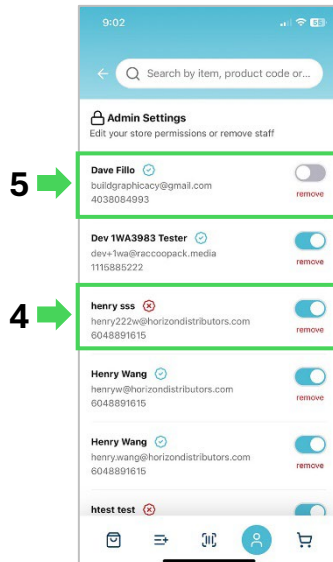 9:02
Search by item, product code or...
Admin Settings
Edit your store permissions or remove staff
5
Dave Fillo
buildgraphicacy@gmail.com
4038084993
remove
Dev 1WA3983 Tester
dev+1wa@raccoopack.media
1115885222
remove
4
henry sss
henry222w@horizondistributors.com
6048891615
remove
Henry Wang
henryw@horizondistributors.com
6048891615
remove
Henry Wang
henry.wang@horizondistributors.com
6048891615
remove
htest test